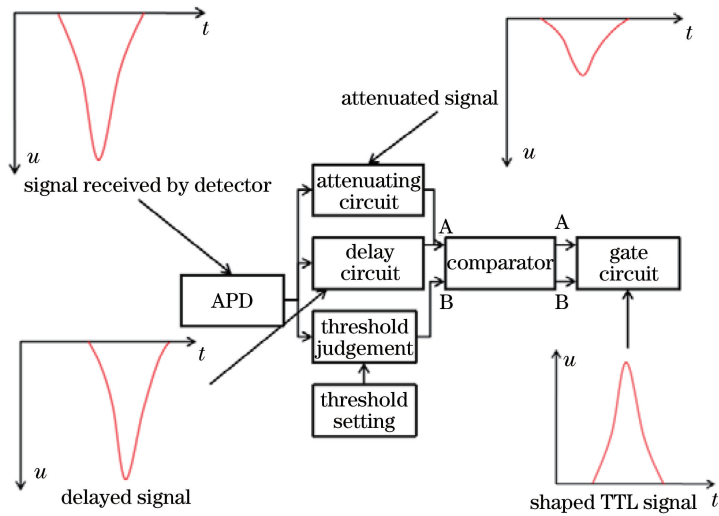 t
u
signal received by detector
attenuated signal
t
u
attenuating
circuit
A
A
delay
circuit
comparator
gate
circuit
APD
B
B
threshold
judgement
threshold
setting
t
u
delayed signal
u
t
shaped TTL signal